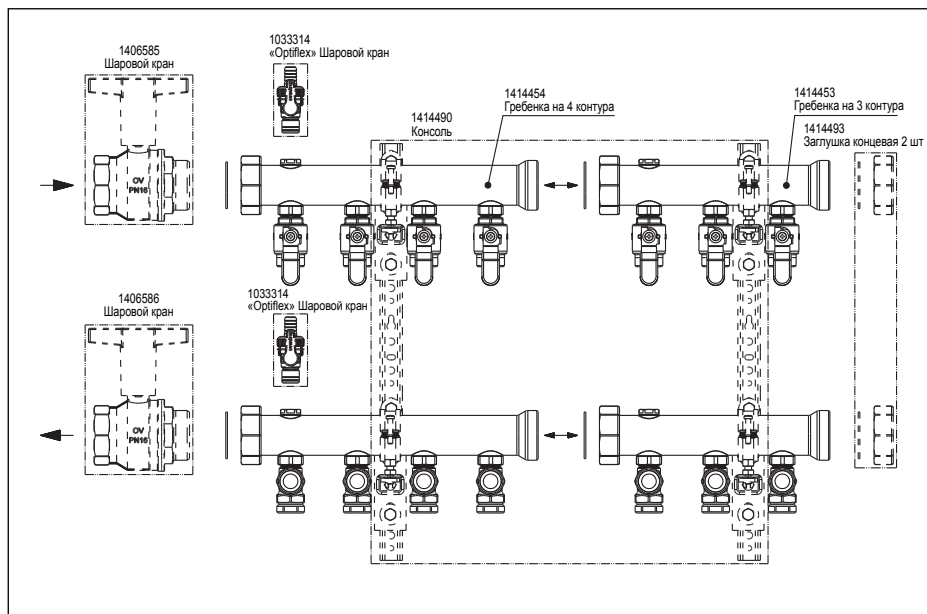 1406585
Шаровой кран
1033314
«Optiflex» Шаровой кран
1414454
Гребенка на 4 контура
1414490
Консоль
1414453
Гребенка на 3 контура
1414493
Заглушка концевая 2 шт
OV
PN16
1406586
Шаровой кран
1033314
«Optiflex» Шаровой кран
OV
PN16